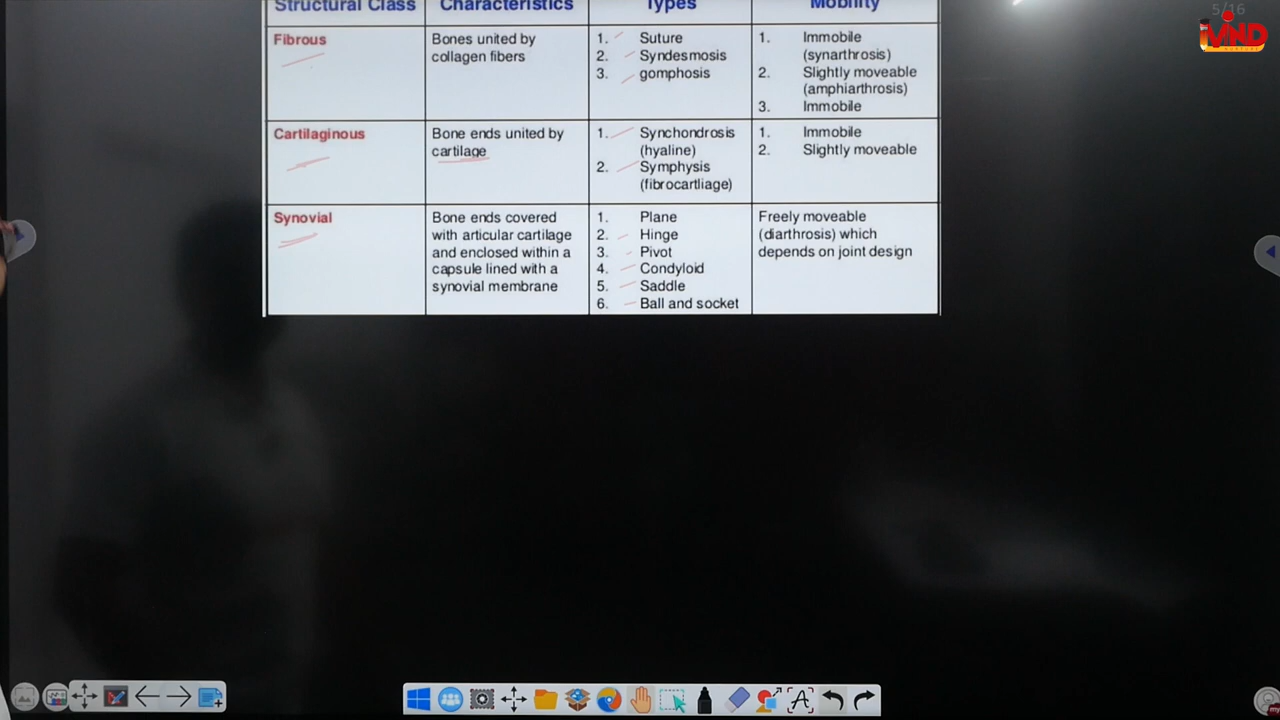 5/16
iMIND
Structural Class Characteristics Types Mobility
Fibrous
Bones united by
collagen fibers
1. Suture
2. Syndesmosis
3. gomphosis
1. Immobile
(synarthrosis)
2. Slightly moveable
(amphiarthrosis)
3. Immobile
Cartilaginous
Bone ends united by
cartilage
1. Synchondrosis
(hyaline)
2. Symphysis
(fibrocartliage)
1. Immobile
2. Slightly moveable
Synovial
Bone ends covered
with articular cartilage
and enclosed within a
capsule lined with a
synovial membrane
1. Plane
2. Hinge
3. Pivot
4. Condyloid
5. Saddle
6. Ball and socket
Freely moveable
(diarthrosis) which
depends on joint design